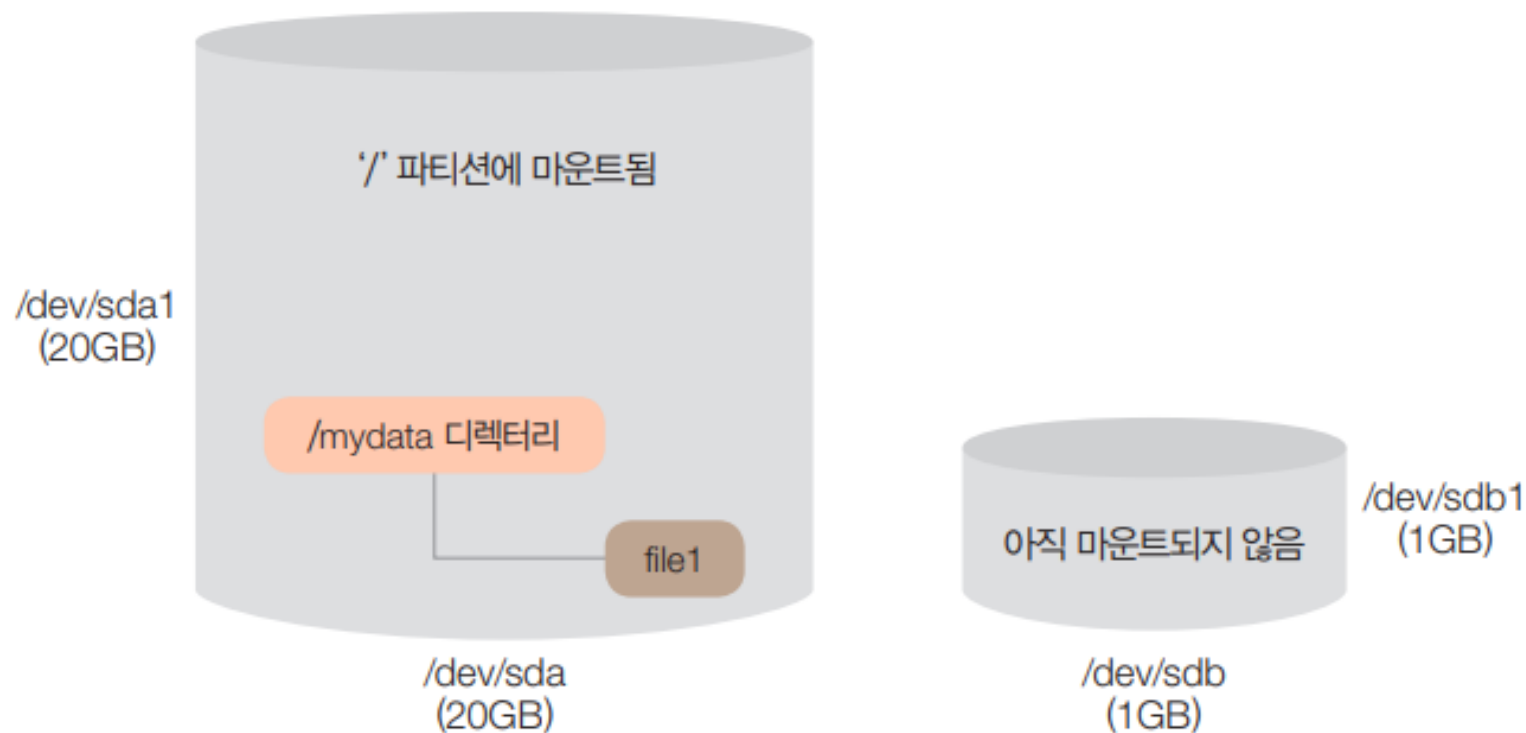 ‘/’ 파티션에 마운트됨
/dev/sda1
(20GB)
/mydata 디렉터리
file1
/dev/sda
(20GB)
아직 마운트되지 않음
/dev/sdb1
(1GB)
/dev/sdb
(1GB)